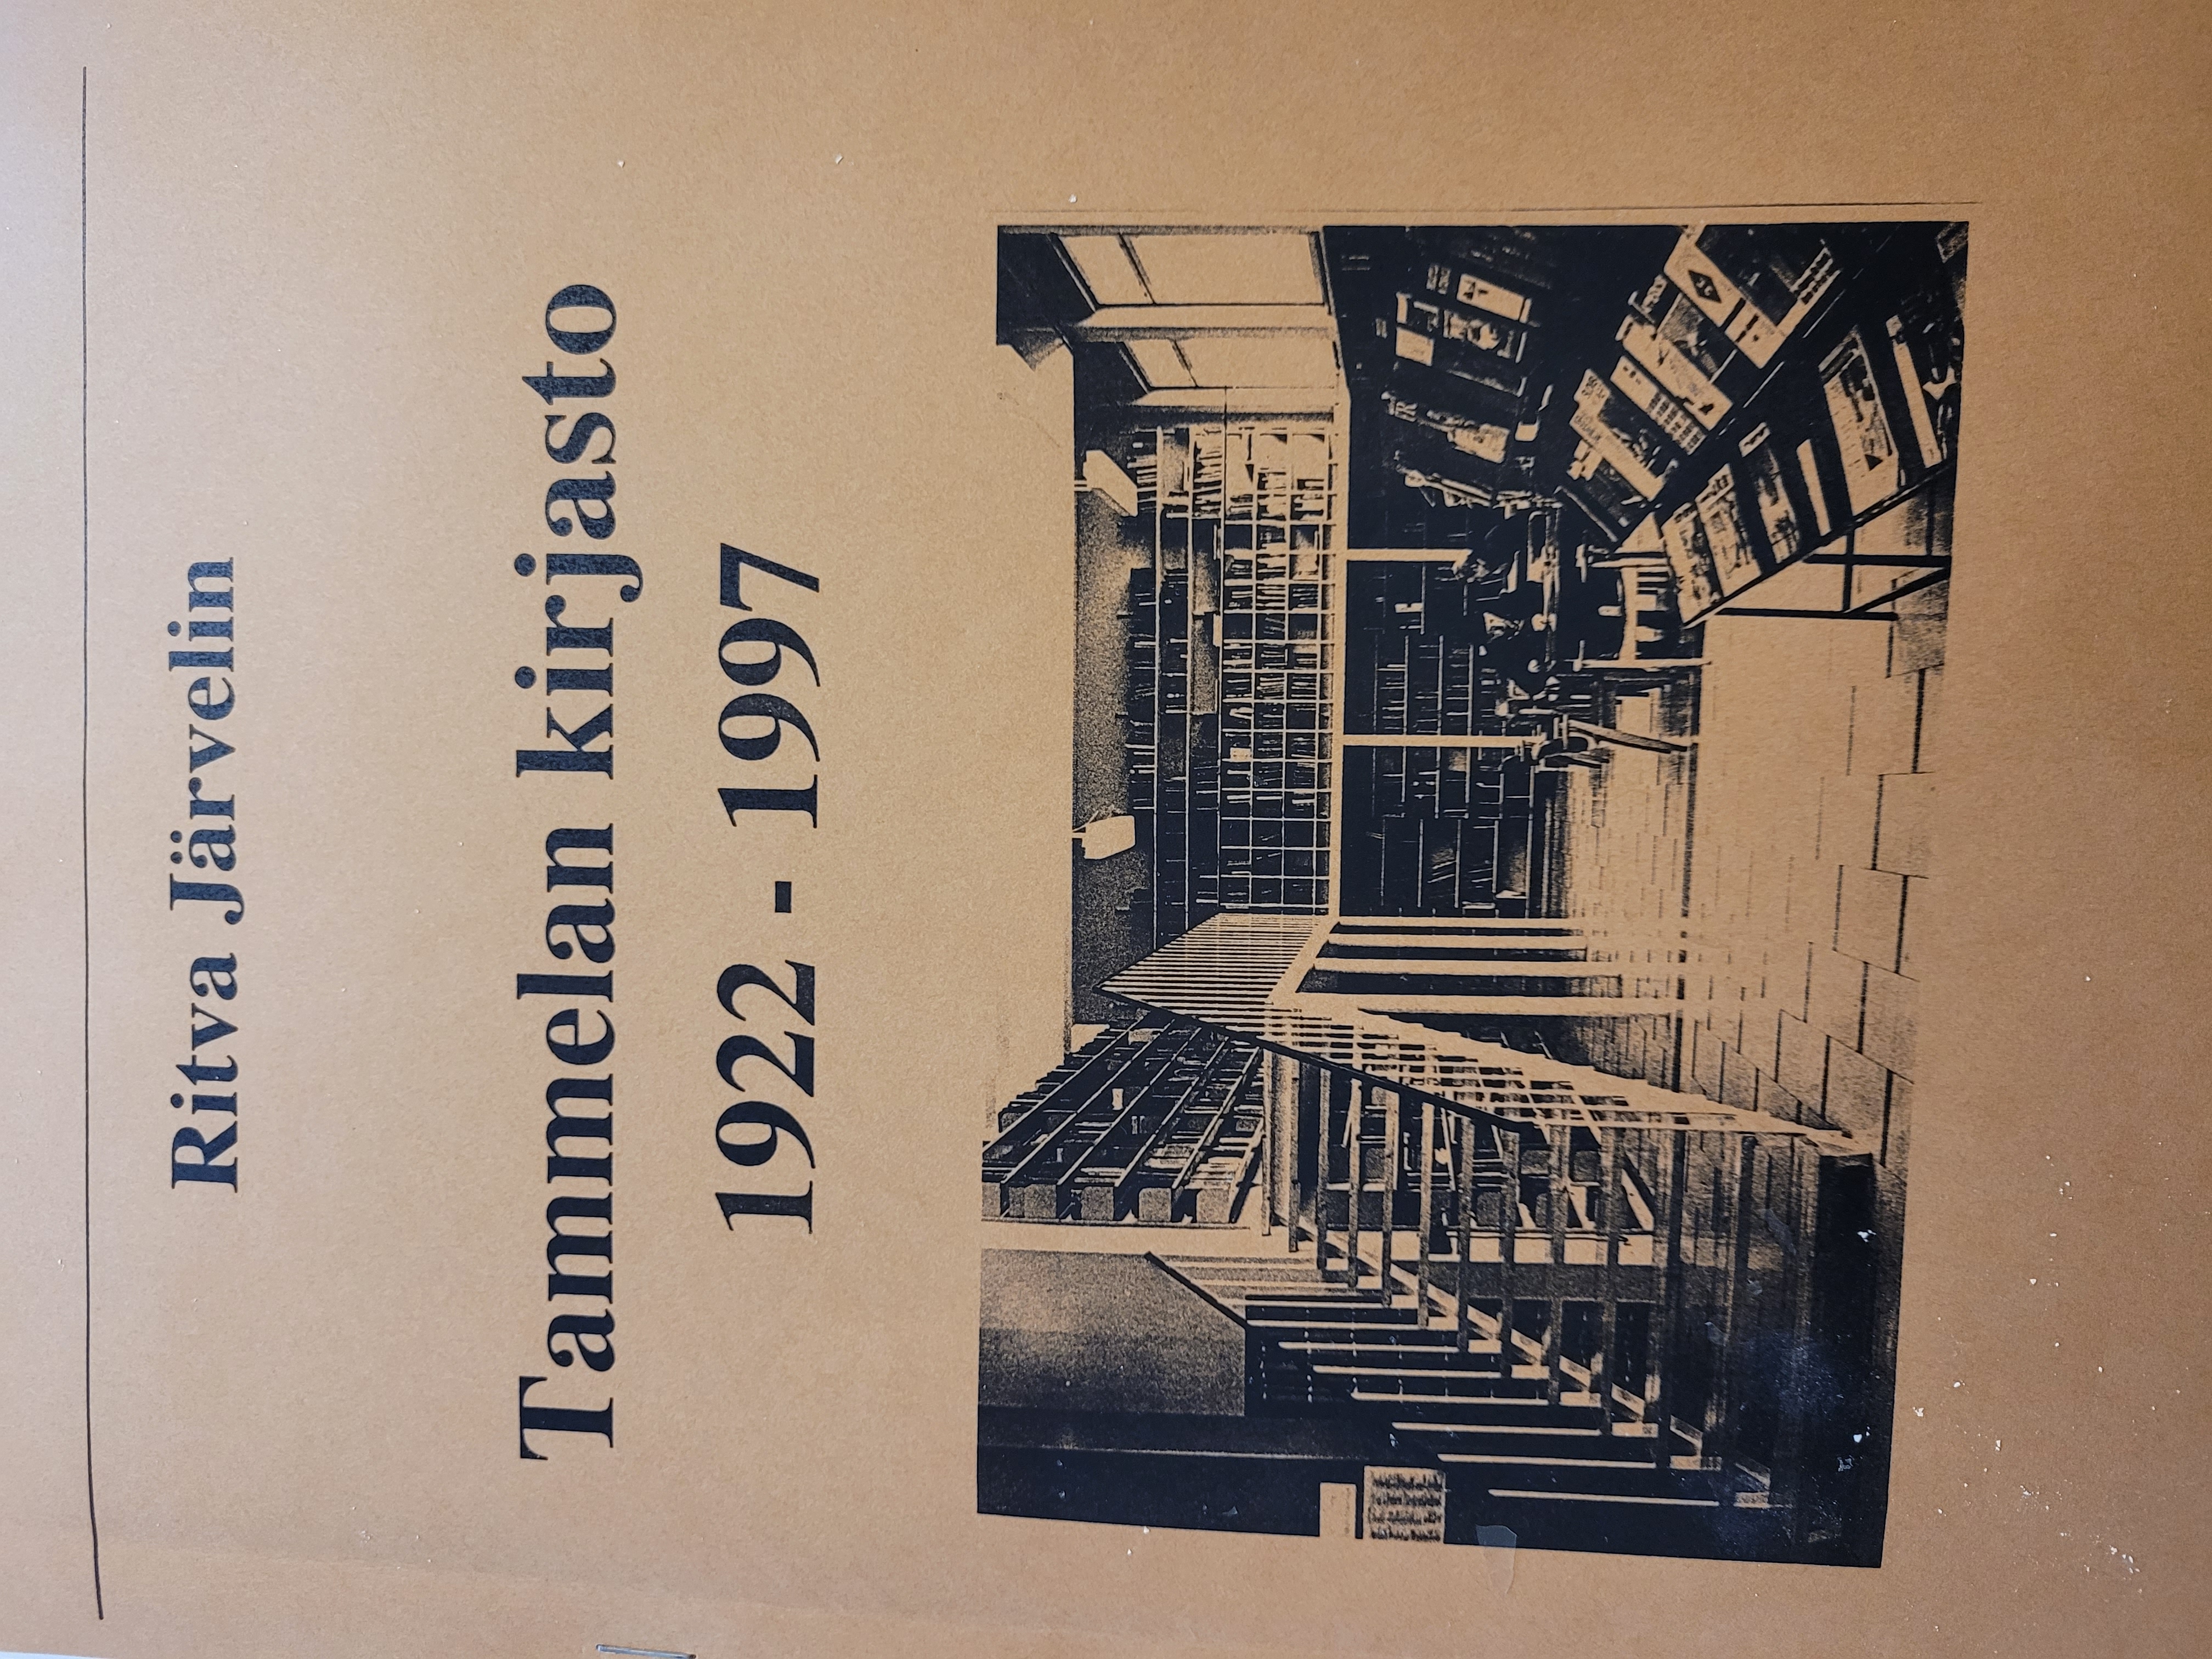 Ritva Järvelin
Tammelan kirjasto
1922 - 1997